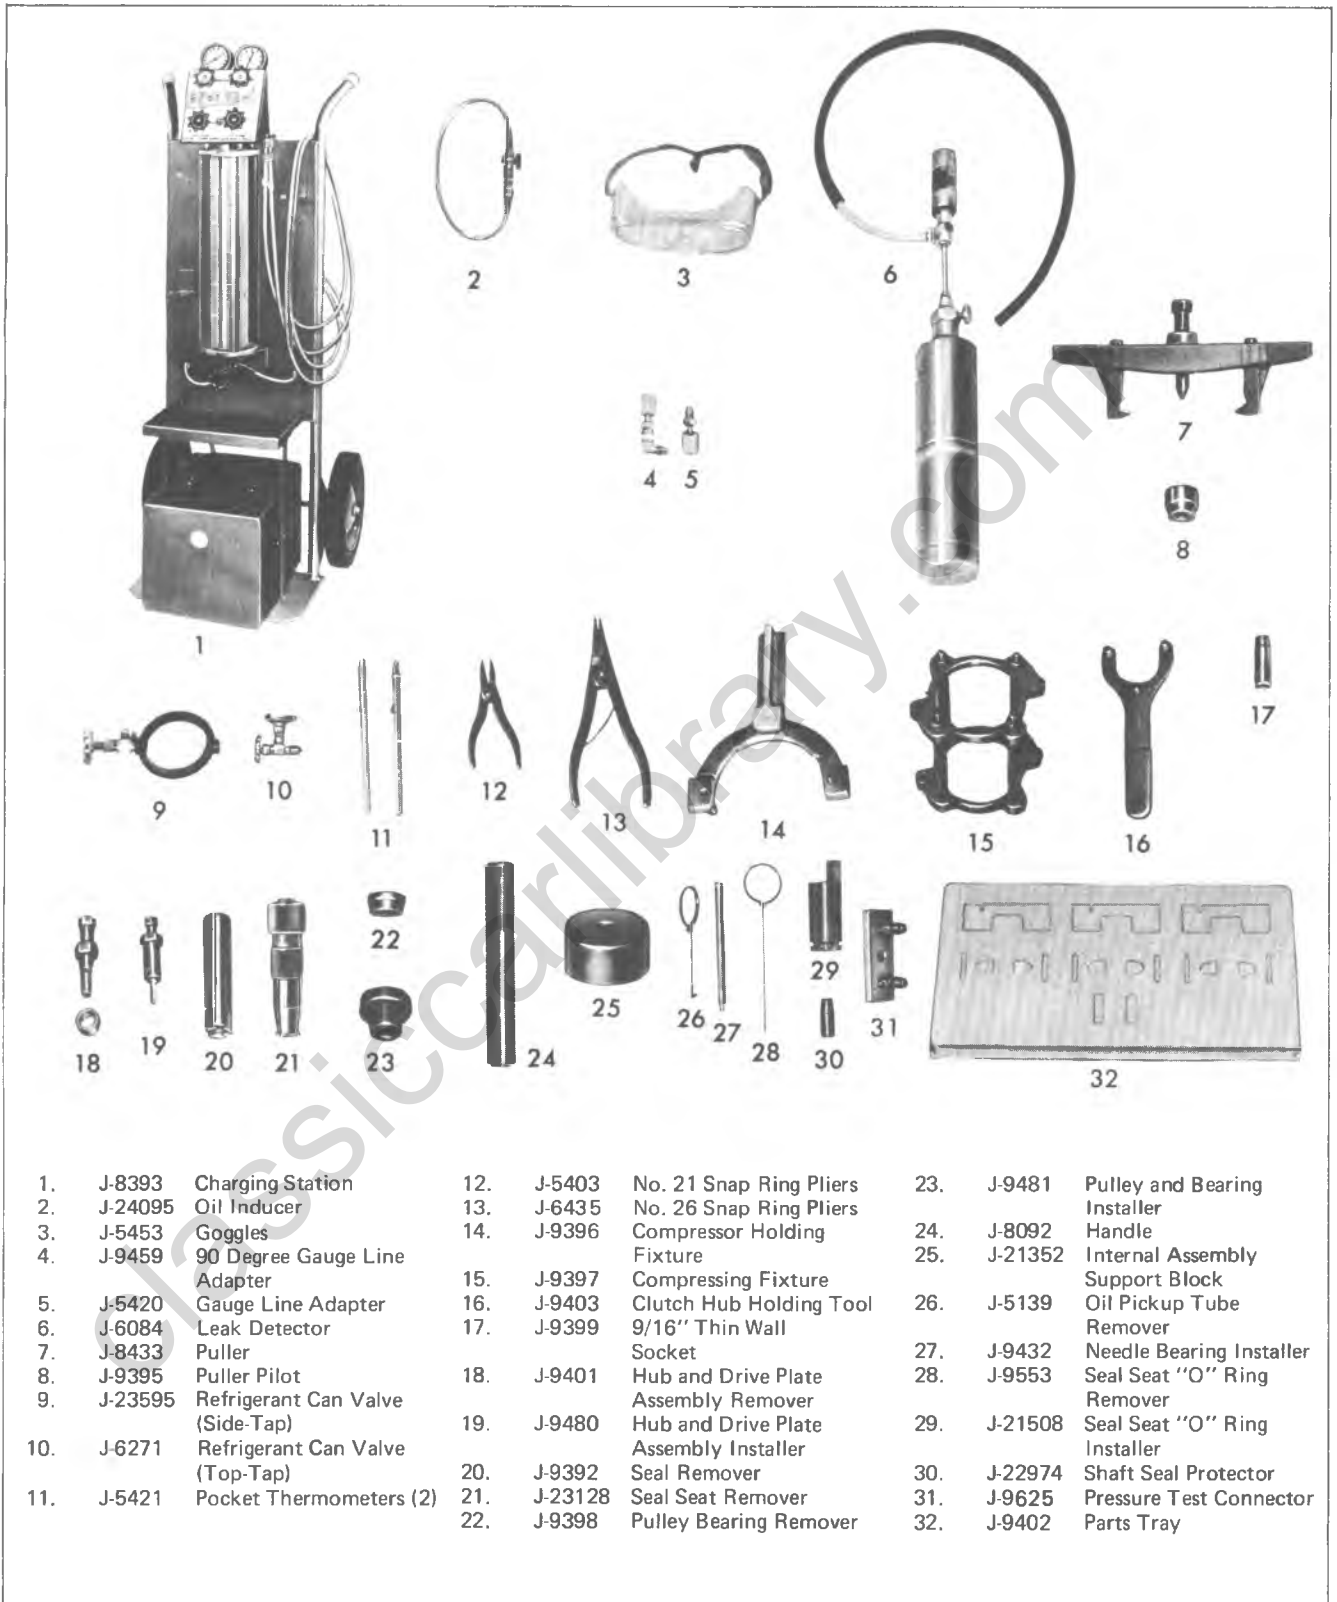 2
3
6
7
4 5
8
1
9
10
11
12
13
14
15
16
17
18
19
20
21
22
23
24
25
26
27
28
29
30
31
32
classiccarlibrary.com
1. J-8393 Charging Station
2. J-24095 Oil Inducer
3. J-5453 Goggles
4. J-9459 90 Degree Gauge Line
Adapter
5. J-5420 Gauge Line Adapter
6. J-6084 Leak Detector
7. J-8433 Puller
8. J-9395 Puller Pilot
9. J-23595 Refrigerant Can Valve
(Side-Tap)
10. J-6271 Refrigerant Can Valve
(Top-Tap)
11. J-5421 Pocket Thermometers (2)
12. J-5403 No. 21 Snap Ring Pliers
13. J-6435 No. 26 Snap Ring Pliers
14. J-9396 Compressor Holding
Fixture
15. J-9397 Compressing Fixture
16. J-9403 Clutch Hub Holding Tool
17. J-9399 9/16" Thin Wall
Socket
18. J-9401 Hub and Drive Plate
Assembly Remover
19. J-9480 Hub and Drive Plate
Assembly Installer
20. J-9392 Seal Remover
21. J-23128 Seal Seat Remover
22. J-9398 Pulley Bearing Remover
23. J-9481 Pulley and Bearing
Installer
24. J-8092 Handle
25. J-21352 Internal Assembly
Support Block
26. J-5139 Oil Pickup Tube
Remover
27. J-9432 Needle Bearing Installer
28. J-9553 Seal Seat "O" Ring
Remover
29. J-21508 Seal Seat "O" Ring
Installer
30. J-22974 Shaft Seal Protector
31. J-9625 Pressure Test Connector
32. J-9402 Parts Tray